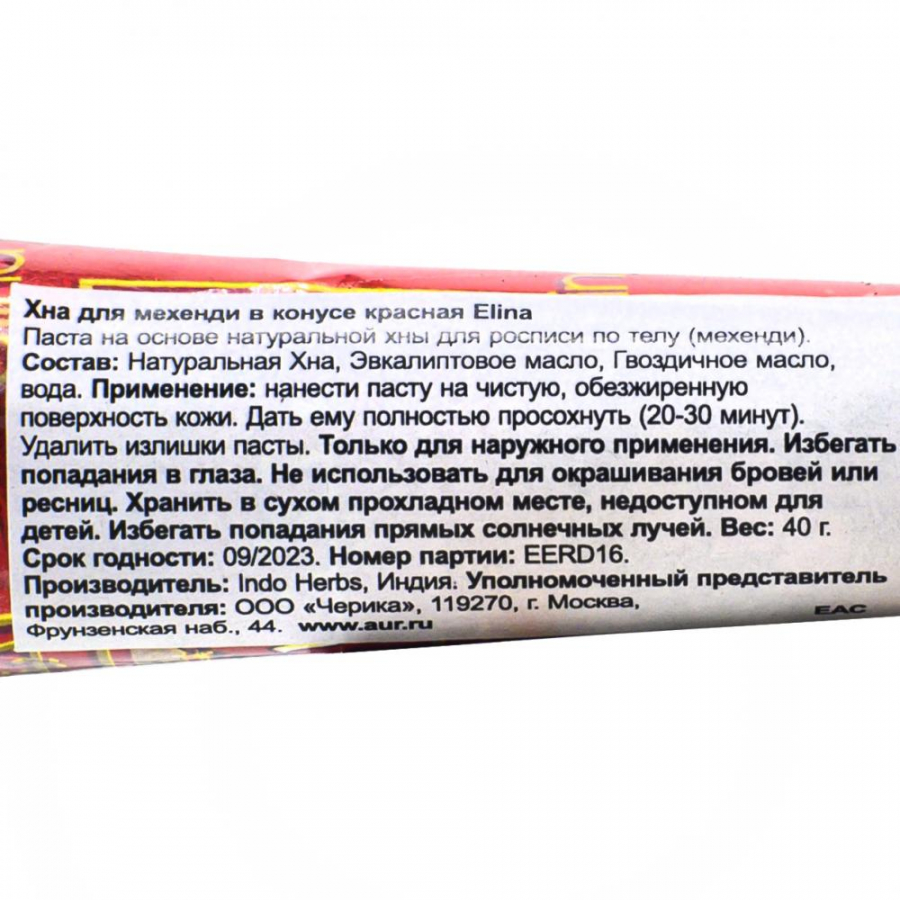 Хна для мехенди в конусе красная Elina
Паста на основе натуральной хны для росписи по телу (мехенди).
Состав: Натуральная Хна, Эвкалиптовое масло, Гвоздичное масло,
вода. Применение: нанести пасту на чистую, обезжиренную
поверхность кожи. Дать ему полностью просохнуть (20-30 минут).
Удалить излишки пасты. Только для наружного применения. Избегать
попадания в глаза. Не использовать для окрашивания бровей или
ресниц. Хранить в сухом прохладном месте, недоступном для
детей. Избегать попадания прямых солнечных лучей. Вес: 40 г.
Срок годности: 09/2023. Номер партии: EERD16.
Производитель: Indo Herbs, Индия. Уполномоченный представитель
производителя: ООО «Черика», 119270, г. Москва,
Фрунзенская наб., 44. www.aur.ru
EAC